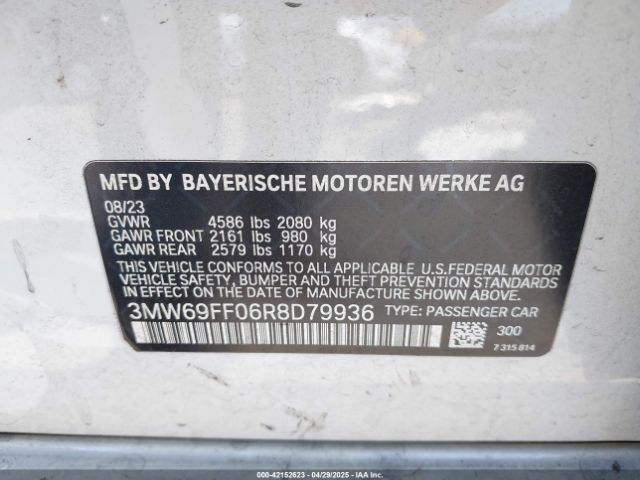 MFD BY BAYERISCHE MOTOREN WERKE AG
08/23
GVWR 4586 lbs 2080 kg
GAWR FRONT 2161 lbs 980 kg
GAWR REAR 2579 lbs 1170 kg
THIS VEHICLE CONFORMS TO ALL APPLICABLE U.S.FEDERAL MOTOR
VEHICLE SAFETY, BUMPER AND THEFT PREVENTION STANDARDS
IN EFFECT ON THE DATE OF MANUFACTURE SHOWN ABOVE.
3MW69FF06R8D79936 TYPE: PASSENGER CAR
300
7 315 814
000-42152623 04/29/2025 IAAI.COM